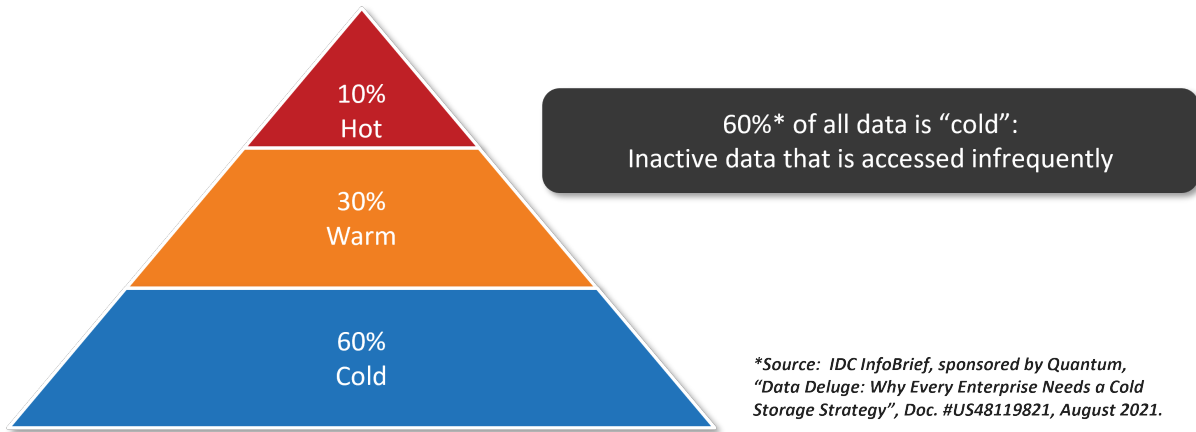 10%
Hot
30%
Warm
60%
Cold
60%* of all data is “cold”:
Inactive data that is accessed infrequently
*Source:  IDC InfoBrief, sponsored by Quantum,
“Data Deluge: Why Every Enterprise Needs a Cold
Storage Strategy”, Doc. #US48119821, August 2021.